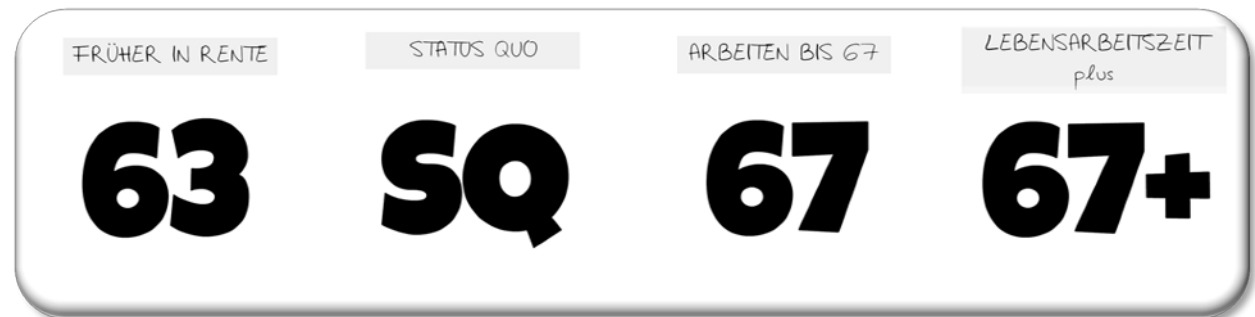 FRÜHER IN RENTE
63
STATUS QUO
SQ
ARBEITEN BIS 67
67
LEBENSARBEITSZEIT
plus
67+